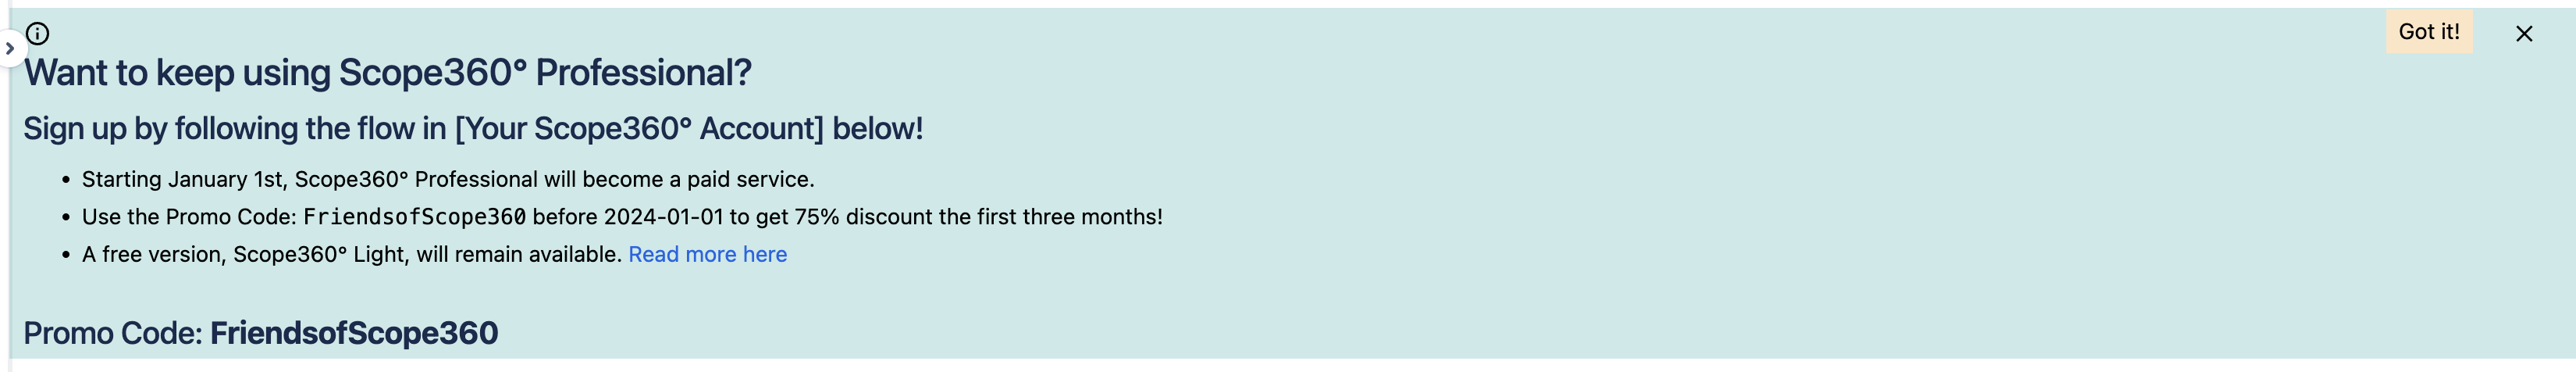 Got it!
Want to keep using Scope360° Professional?
Sign up by following the flow in [Your Scope360° Account] below!
• Starting January 1st, Scope360° Professional will become a paid service.
• Use the Promo Code: FriendsofScope360 before 2024-01-01 to get 75% discount the first three months!
• A free version, Scope360° Light, will remain available. Read more here
Promo Code: FriendsofScope360